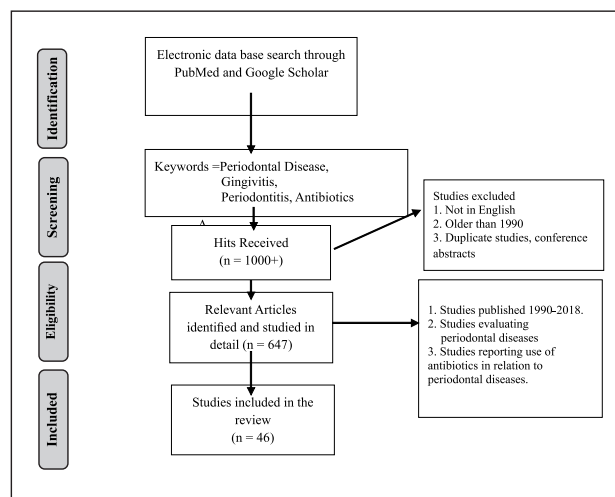 Identification
Electronic data base search through
PubMed and Google Scholar
Screening
Keywords =Periodontal Disease,
Gingivitis,
Periodontitis, Antibiotics
Hits Received
(n = 1000+)
Studies excluded
1. Not in English
2. Older than 1990
3. Duplicate studies, conference
abstracts
Eligibility
Relevant Articles
identified and studied in
detail (n = 647)
1. Studies published 1990-2018.
2. Studies evaluating
periodontal diseases
3. Studies reporting use of
antibiotics in relation to
periodontal diseases.
Included
Studies included in the
review
(n = 46)